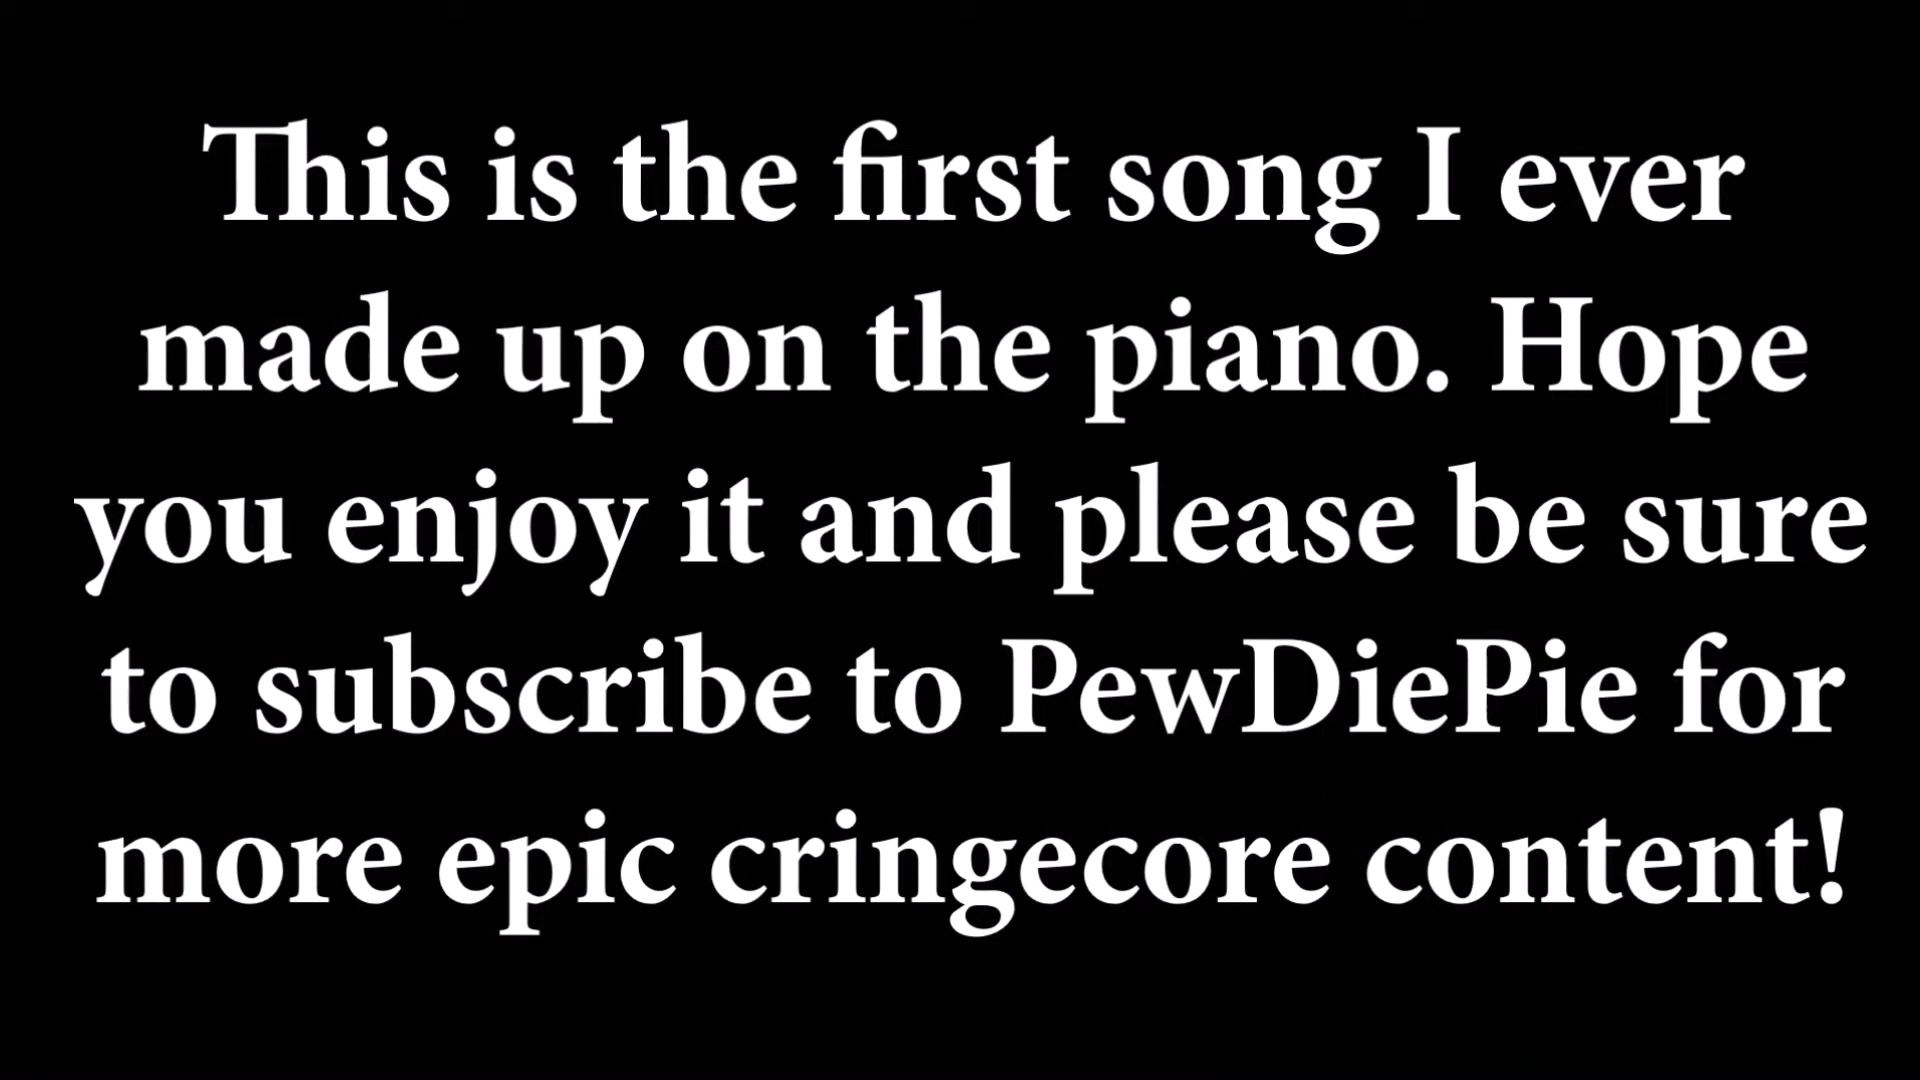 This is the first song I ever
made up on the piano. Hope
you enjoy it and please be sure
to subscribe to PewDiePie for
more epic cringecore content!